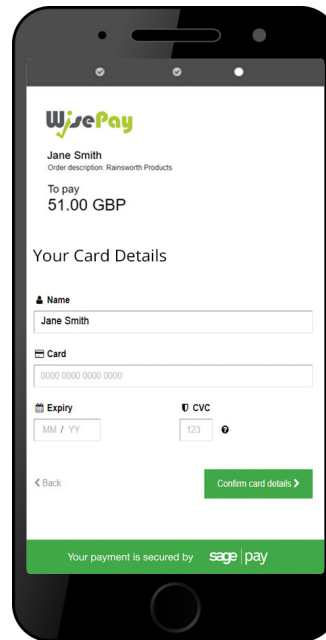 WisePay
Jane Smith
Order description: Rainsworth Products
To pay
51.00 GBP
Your Card Details
Name
Jane Smith
Card
0000 0000 0000 0000
Expiry CVC
MM / YY 123
Back Confirm card details
Your payment is secured by sage pay